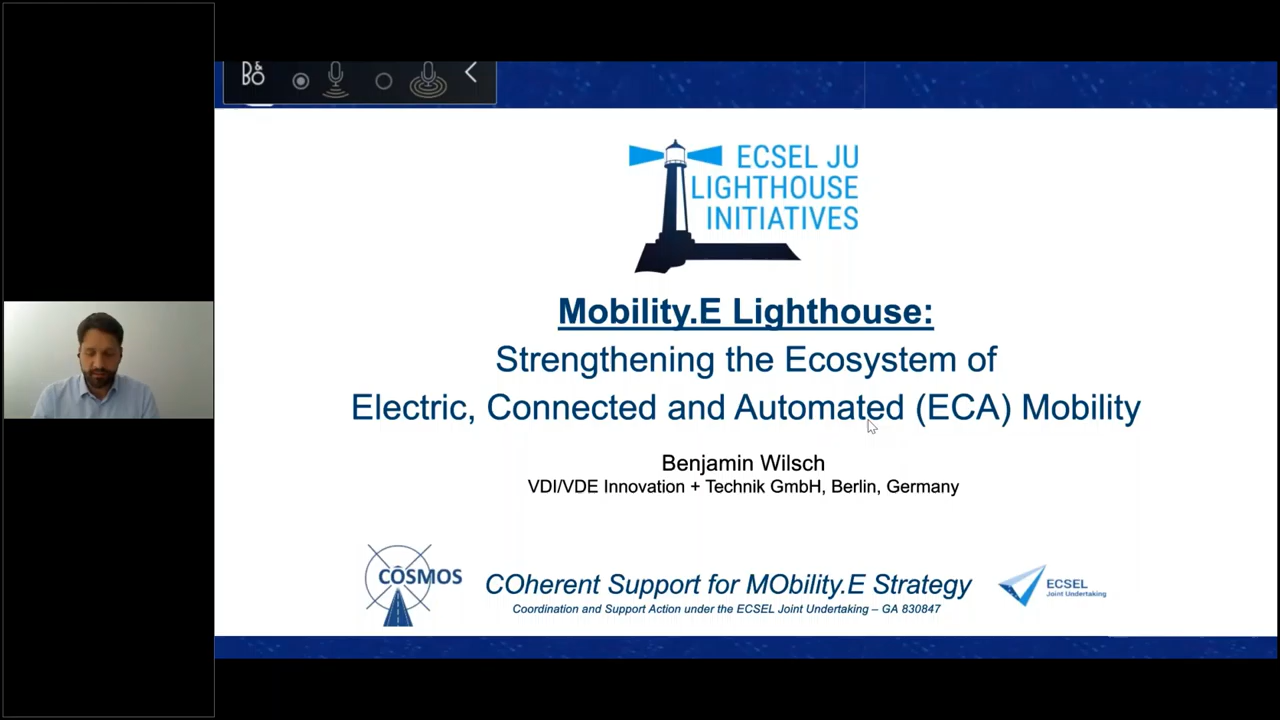 B&O
ECSEL JU
LIGHTHOUSE
INITIATIVES
Mobility.E Lighthouse:
Strengthening the Ecosystem of
Electric, Connected and Automated (ECA) Mobility
Benjamin Wilsch
VDI/VDE Innovation + Technik GmbH, Berlin, Germany
COSMOS
COherent Support for MObility.E Strategy
Coordination and Support Action under the ECSEL Joint Undertaking – GA 830847
ECSEL
Joint Undertaking